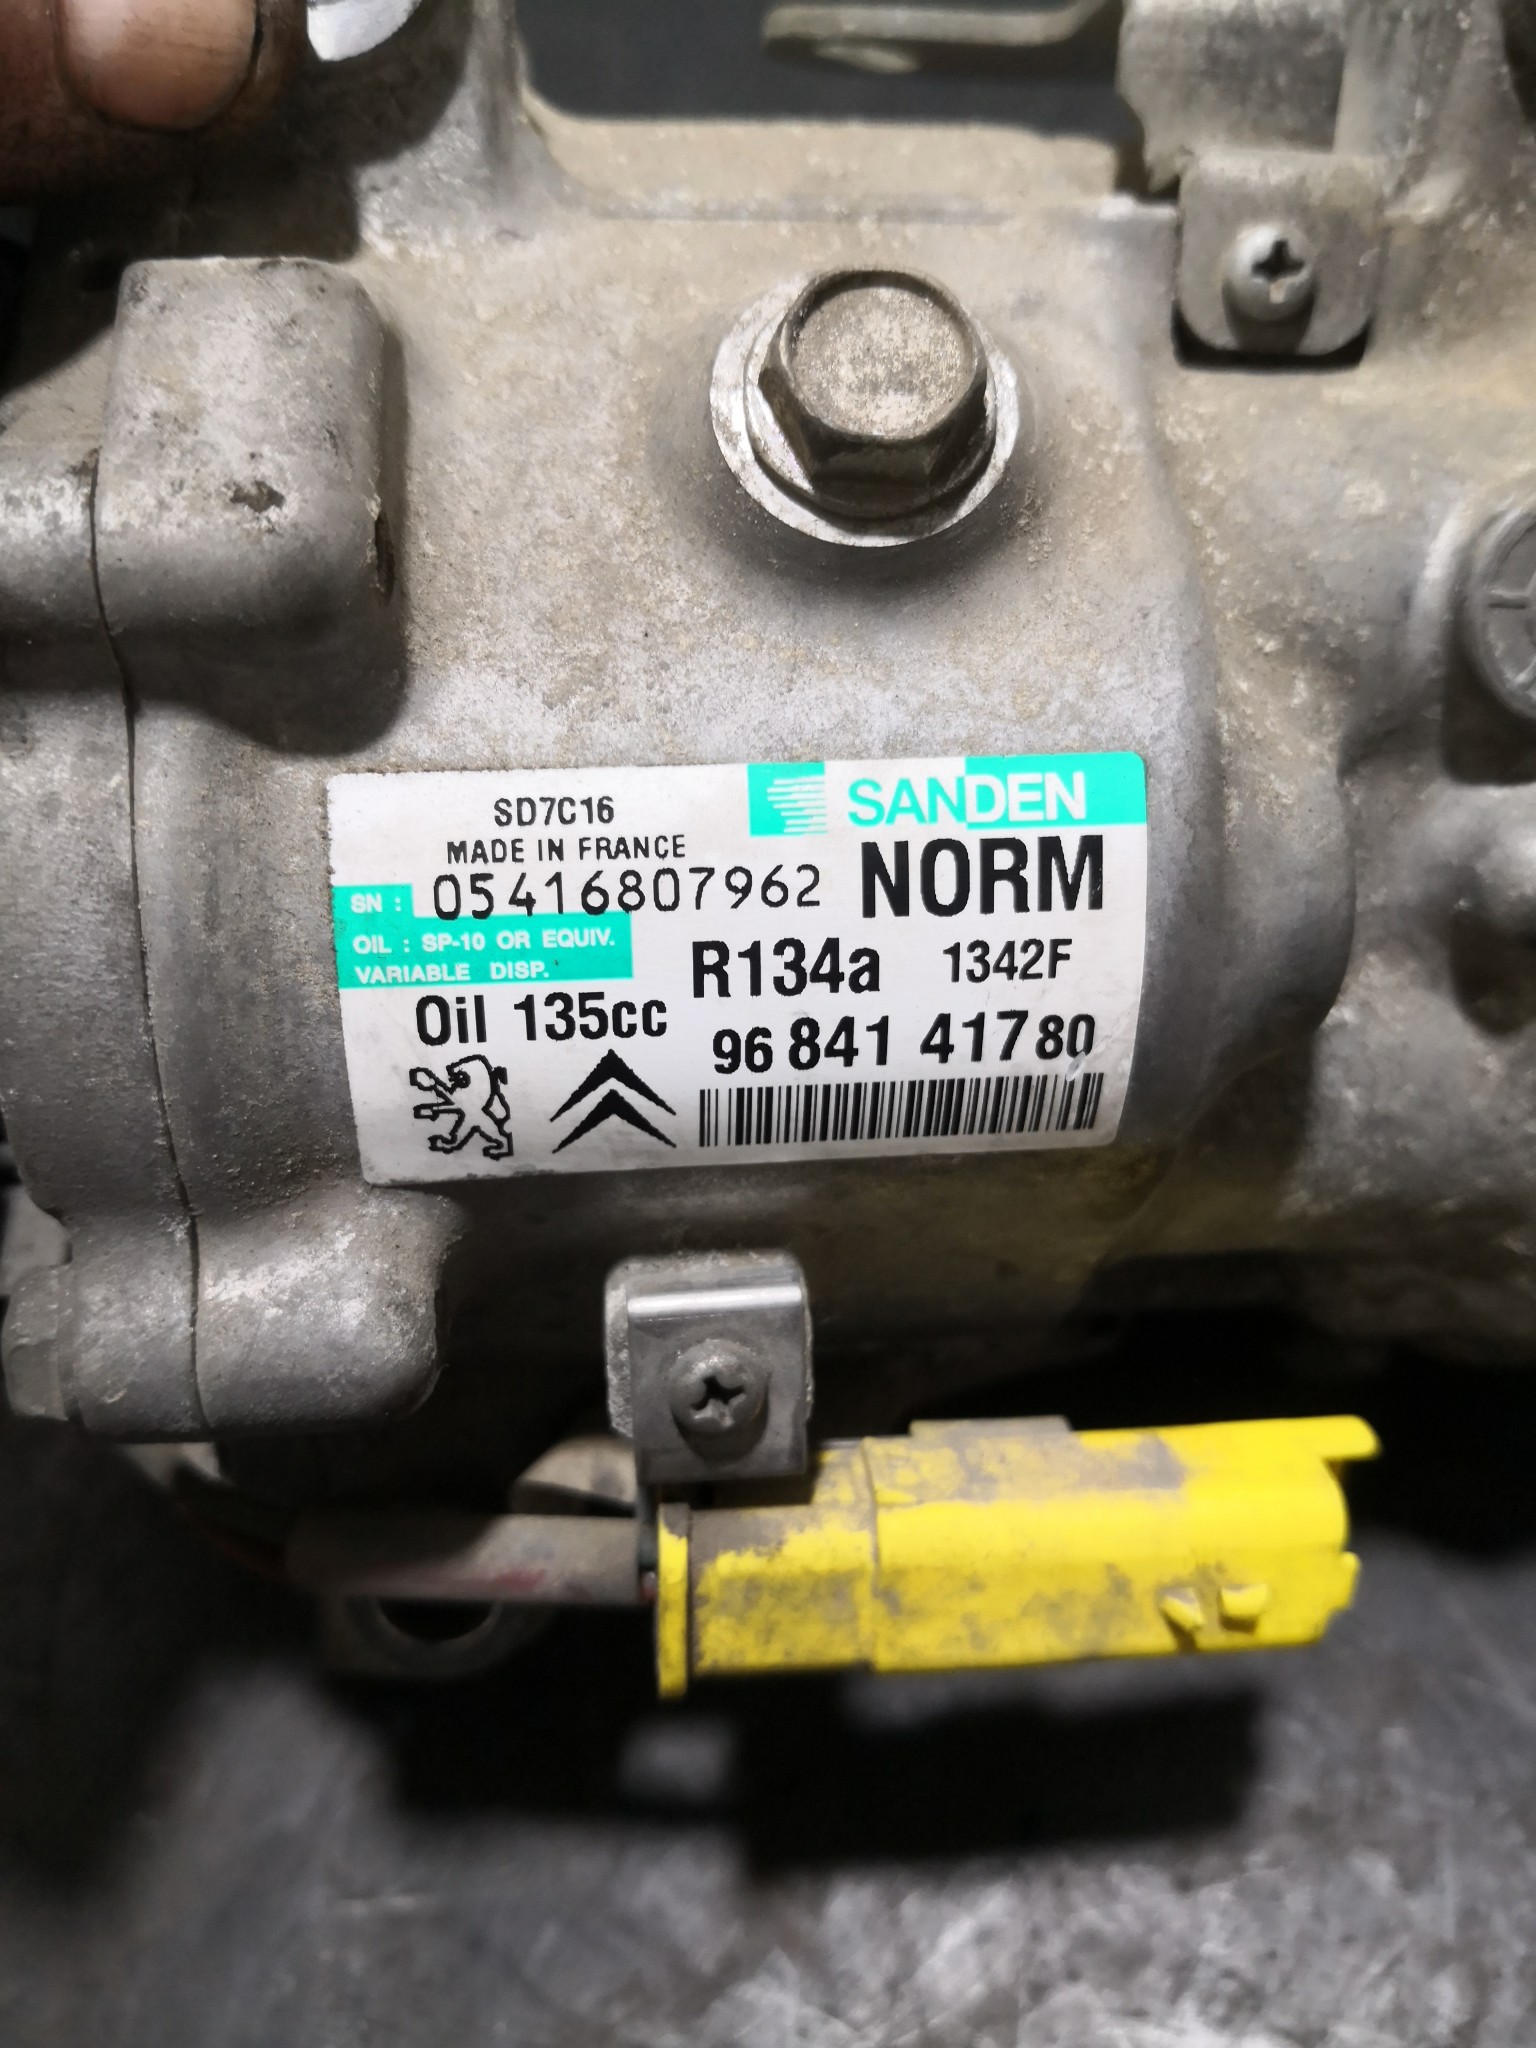 SD7C16 SANDEN
MADE IN FRANCE
SN : 05416807962 NORM
OIL : SP-10 OR EQUIV.
VARIABLE DISP. R134a 1342F
Oil 135cc 96 841 417 80